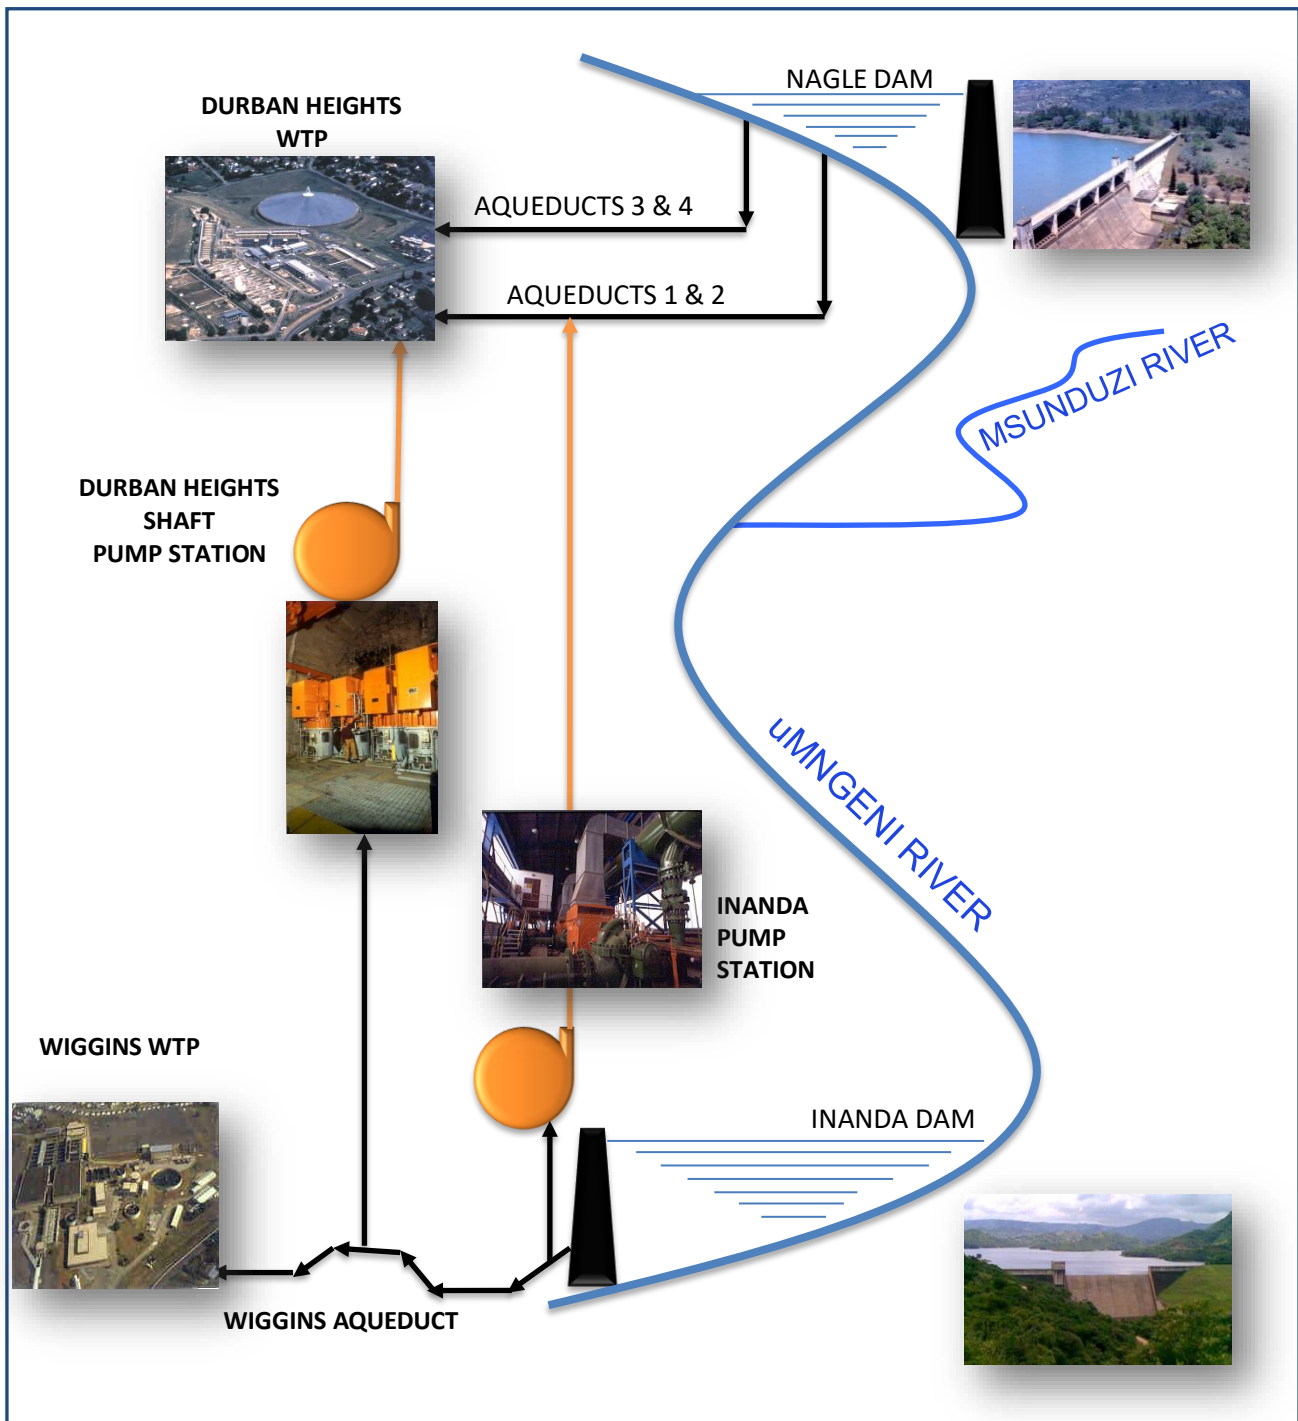 NAGLE DAM
DURBAN HEIGHTS
WTP
AQUEDUCTS 3 & 4
AQUEDUCTS 1 & 2
MSUNDUZI RIVER
DURBAN HEIGHTS
SHAFT
PUMP STATION
uMNGENI RIVER
INANDA
PUMP
STATION
WIGGINS WTP
INANDA DAM
WIGGINS AQUEDUCT